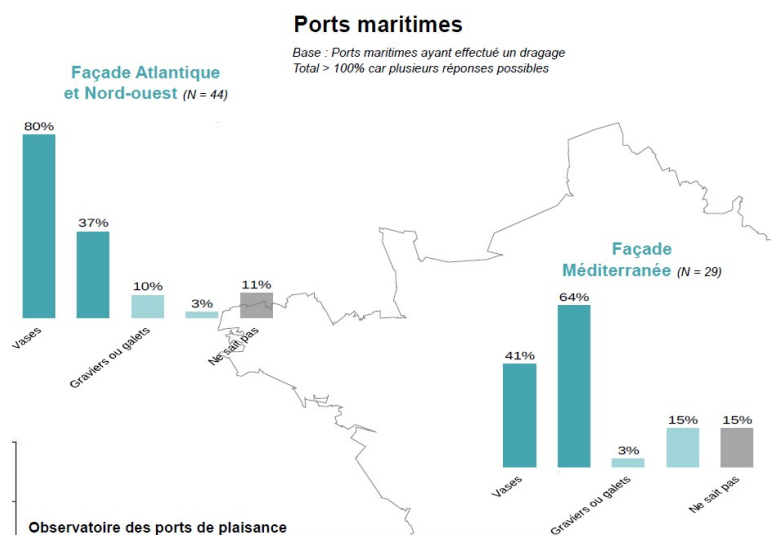 Ports maritimes
Base : Ports maritimes ayant effectué un dragage
Total > 100% car plusieurs réponses possibles
Façade Atlantique
et Nord-ouest (N = 44)
80%
37%
10%
3%
11%
Vases
Graviers ou galets
Ne sait pas
Façade
Méditerranée (N = 29)
41%
64%
3%
15%
15%
Vases
Graviers ou galets
Ne sait pas
Observatoire des ports de plaisance